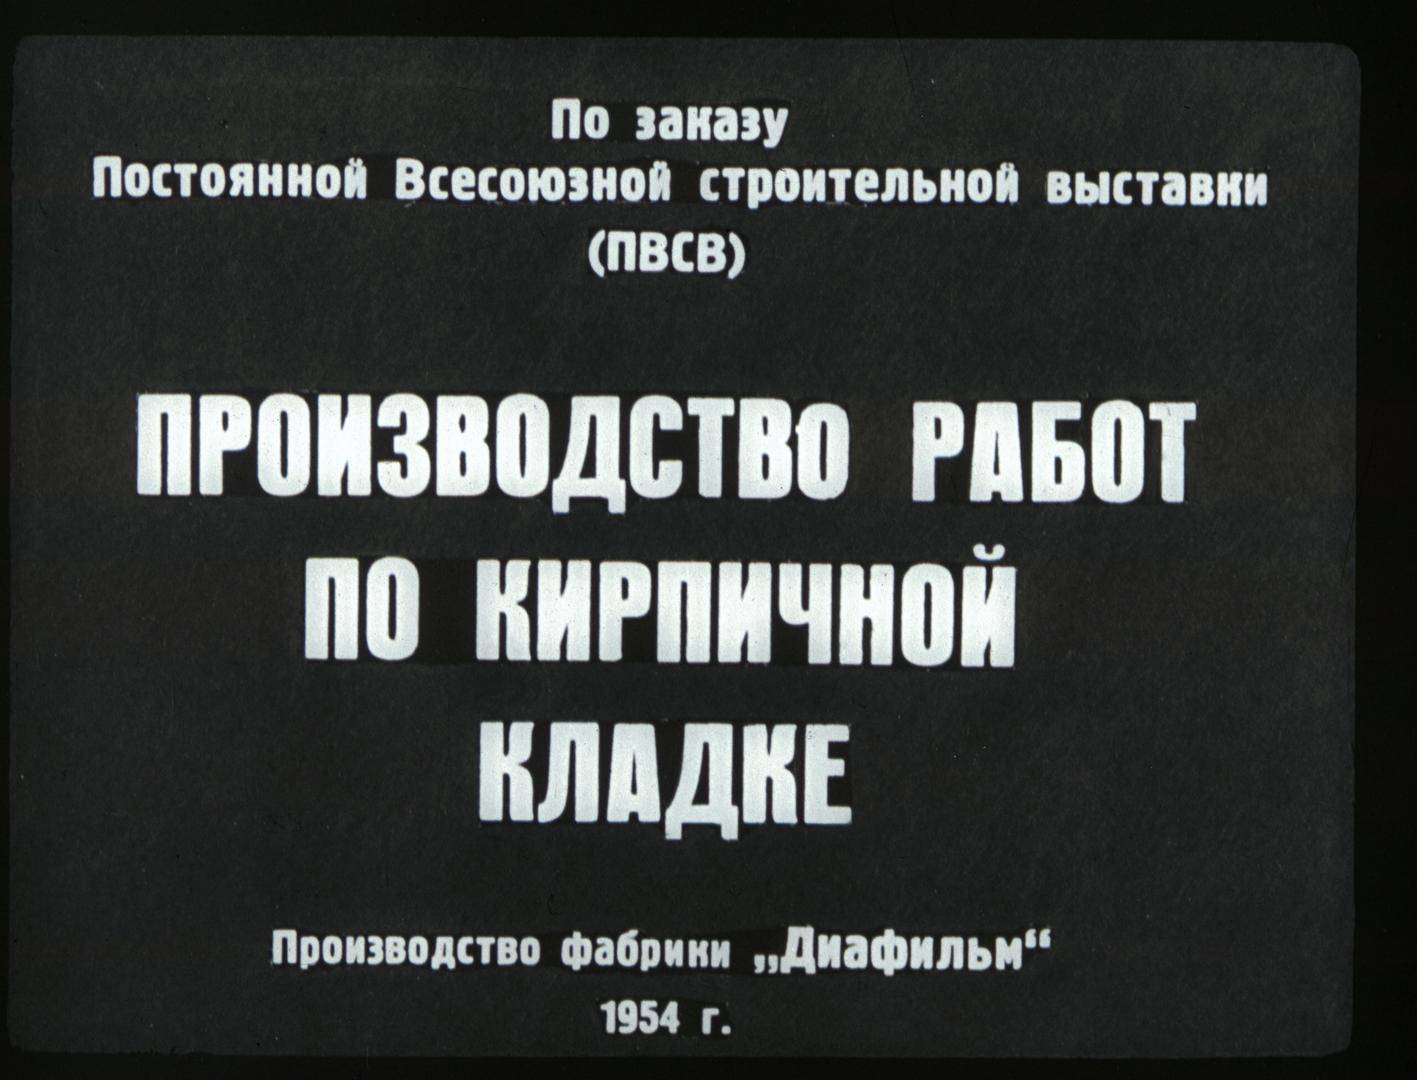 По заказу
Постоянной Всесоюзной строительной выставки
(ПВСВ)
ПРОИЗВОДСТВО РАБОТ
ПО КИРПИЧНОЙ
КЛАДКЕ
Производство фабрики „Диафильм“
1954 г.